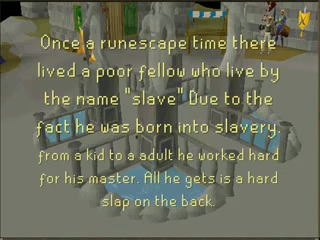 Once a runescape time there
lived a poor fellow who live by
the name "slave" Due to the
fact he was born into slavery.
from a kid to a adult he worked hard
for his master. All he gets is a hard
slap on the back.